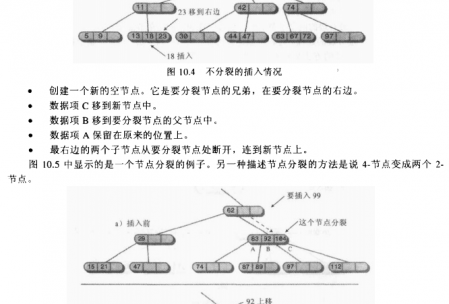 11 42 74
23 移到右边
5 9 13 18 23 30 44 47 63 67 72 97
18 插入
图 10.4 不分裂的插入情况
● 创建一个新的空节点。它是要分裂节点的兄弟，在要分裂节点的右边。
● 数据项 C 移到新节点中。
● 数据项 B 移到要分裂节点的父节点中。
● 数据项 A 保留在原来的位置上。
● 最右边的两个子节点从要分裂节点处断开，连到新节点上。
图 10.5 中显示的是一个节点分裂的例子。另一种描述节点分裂的方法是说 4-节点变成两个 2-
节点。
要插入 99
62
a）插入前
这个节点分裂
29 83 92 104
A B C
15 21 47 74 87 89 97 112
92 上移